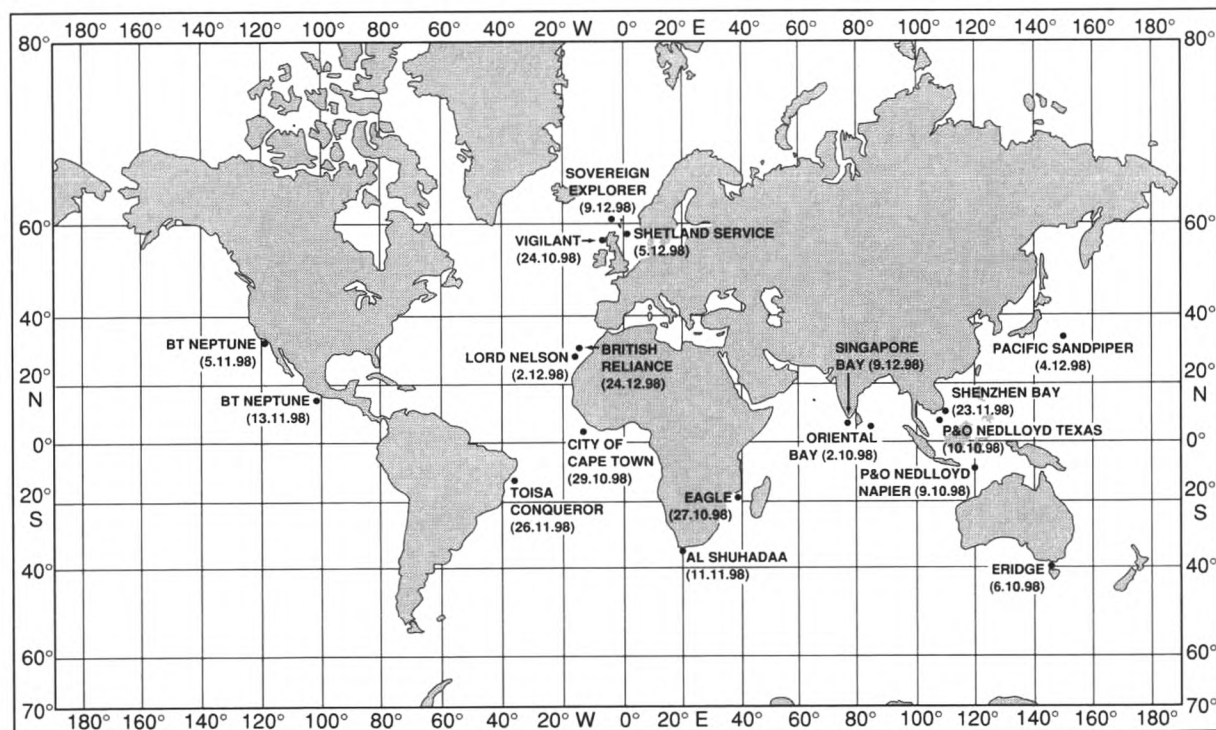 180° 160° 140° 120° 100° 80° 60° 40° 20° W 0° 20° E 40° 60° 80° 100° 120° 140° 160° 180°
80° 80°
SOVEREIGN
EXPLORER
(9.12.98)
60° 60°
SHETLAND SERVICE
(5.12.98)
VIGILANT
(24.10.98)
40° 40°
BT NEPTUNE
(5.11.98)
LORD NELSON
(2.12.98)
BRITISH
RELIANCE
(24.12.98)
SINGAPORE
BAY (9.12.98)
PACIFIC SANDPIPER
(4.12.98)
20° 20°
N N
BT NEPTUNE
(13.11.98)
SHENZHEN BAY
(23.11.98)
P&O NEDLLOYD TEXAS
(10.10.98)
0° 0°
CITY OF
CAPE TOWN
(29.10.98)
ORIENTAL
BAY (2.10.98)
P&O NEDLLOYD
NAPIER (9.10.98)
20° 20°
S S
TOISA
CONQUEROR
(26.11.98)
EAGLE
(27.10.98)
AL SHUHADAA
(11.11.98)
ERIDGE
(6.10.98)
40° 40°
60° 60°
70° 70°
180° 160° 140° 120° 100° 80° 60° 40° 20° W 0° 20° E 40° 60° 80° 100° 120° 140° 160° 180°